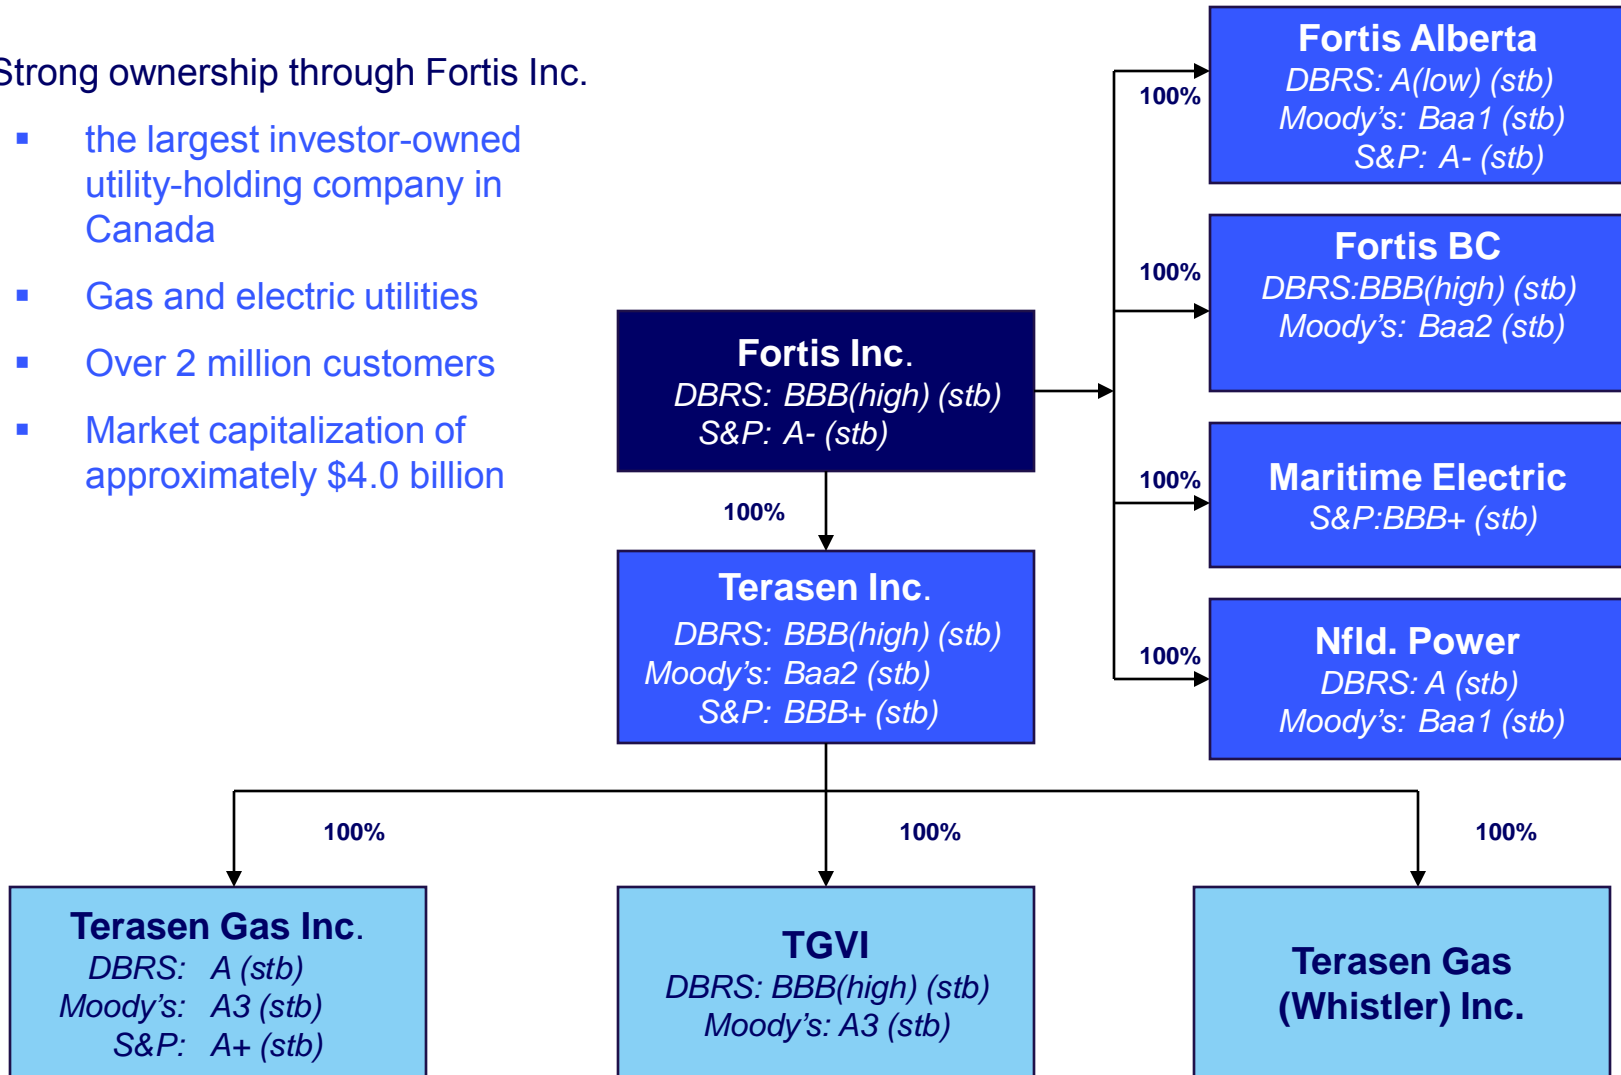 Strong ownership through Fortis Inc.
▪ the largest investor-owned
utility-holding company in
Canada
▪ Gas and electric utilities
▪ Over 2 million customers
▪ Market capitalization of
approximately $4.0 billion
Fortis Inc.
DBRS: BBB(high) (stb)
S&P: A- (stb)
100%
Fortis Alberta
DBRS: A(low) (stb)
Moody’s: Baa1 (stb)
S&P: A- (stb)
100%
Fortis BC
DBRS:BBB(high) (stb)
Moody’s: Baa2 (stb)
100%
Maritime Electric
S&P:BBB+ (stb)
100%
Nfld. Power
DBRS: A (stb)
Moody’s: Baa1 (stb)
100%
Terasen Inc.
DBRS: BBB(high) (stb)
Moody’s: Baa2 (stb)
S&P: BBB+ (stb)
100%
Terasen Gas Inc.
DBRS: A (stb)
Moody’s: A3 (stb)
S&P: A+ (stb)
100%
TGVI
DBRS: BBB(high) (stb)
Moody’s: A3 (stb)
100%
Terasen Gas
(Whistler) Inc.